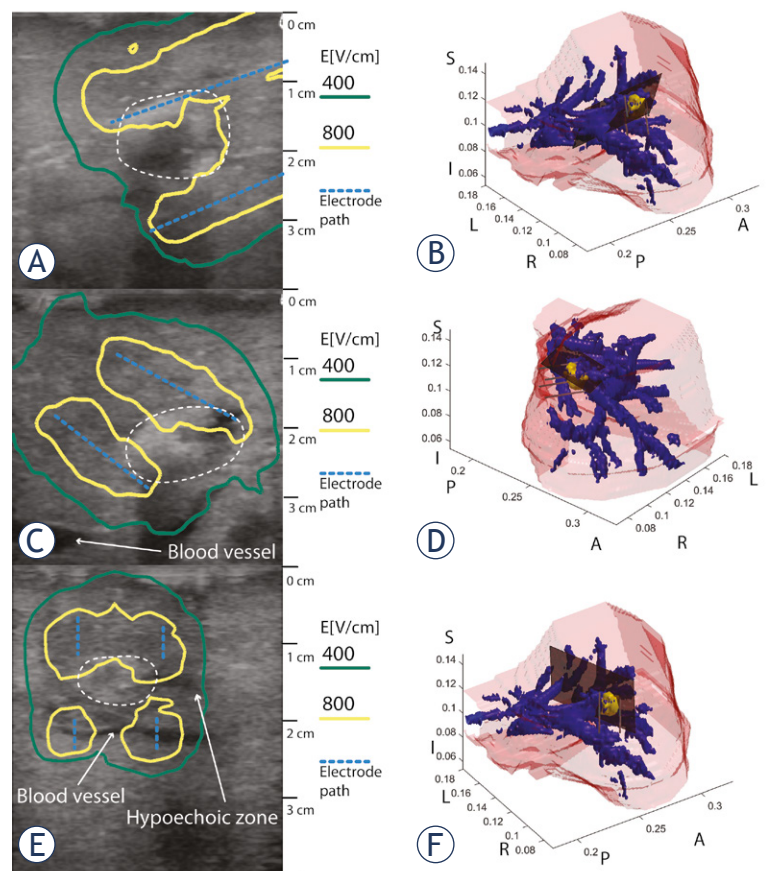 0 cm
E[V/cm]
400
1 cm
800
2 cm
Electrode
path
3 cm
A
S
0.14
0.12
0.1
0.08
I
0.06
0.18
0.16
L
0.14
0.12
R
0.1
0.08
0.2
P
0.25
A
0.3
B
0 cm
E[V/cm]
400
1 cm
800
2 cm
Electrode
path
3 cm
Blood vessel
C
S
0.14
0.12
0.1
0.08
I
0.06
0.2
P
0.25
0.3
A
0.18
L
0.16
0.14
0.12
R
0.1
0.08
D
0 cm
E[V/cm]
400
1 cm
800
2 cm
Electrode
path
3 cm
Blood vessel
Hypoechoic zone
E
S
0.14
0.12
0.1
0.08
I
0.06
0.18
L
0.16
0.14
0.12
R
0.1
0.08
0.2
P
0.25
A
0.3
F